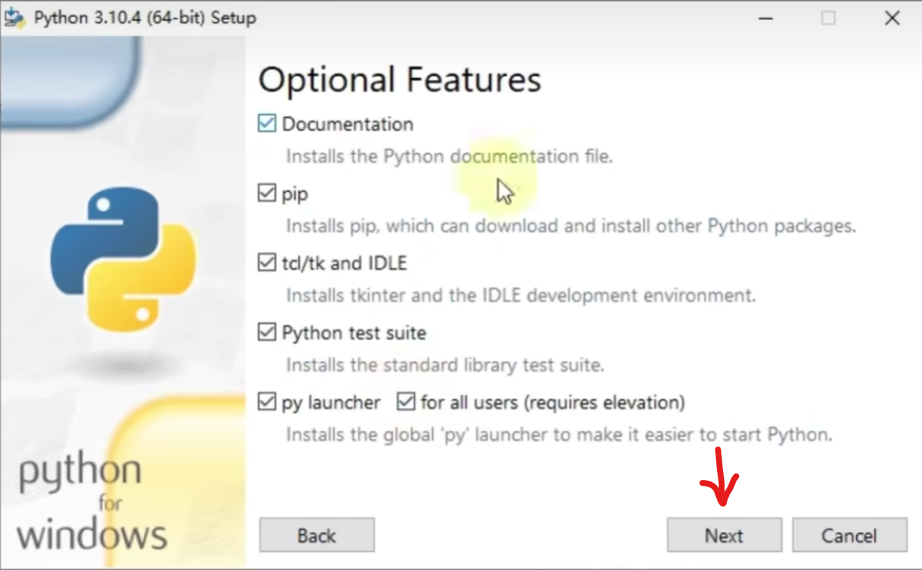 Python 3.10.4 (64-bit) Setup
Optional Features
Documentation
Installs the Python documentation file.
pip
Installs pip, which can download and install other Python packages.
tcl/tk and IDLE
Installs tkinter and the IDLE development environment.
Python test suite
Installs the standard library test suite.
py launcher for all users (requires elevation)
Installs the global 'py' launcher to make it easier to start Python.
python
for
windows
Back Next Cancel